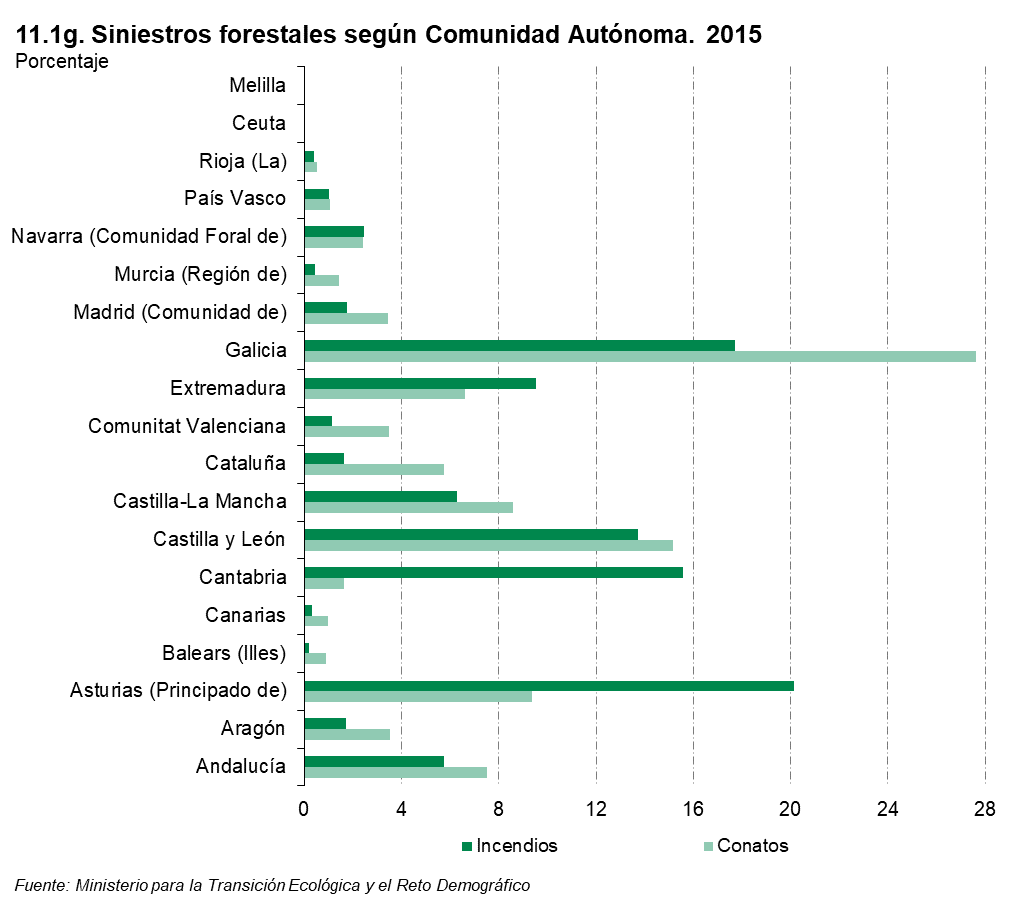 11.1g. Siniestros forestales según Comunidad Autónoma. 2015
Porcentaje
Melilla
Ceuta
Rioja (La)
País Vasco
Navarra (Comunidad Foral de)
Murcia (Región de)
Madrid (Comunidad de)
Galicia
Extremadura
Comunitat Valenciana
Cataluña
Castilla-La Mancha
Castilla y León
Cantabria
Canarias
Balears (Illes)
Asturias (Principado de)
Aragón
Andalucía
0 4 8 12 16 20 24 28
Incendios Conatos
Fuente: Ministerio para la Transición Ecológica y el Reto Demográfico